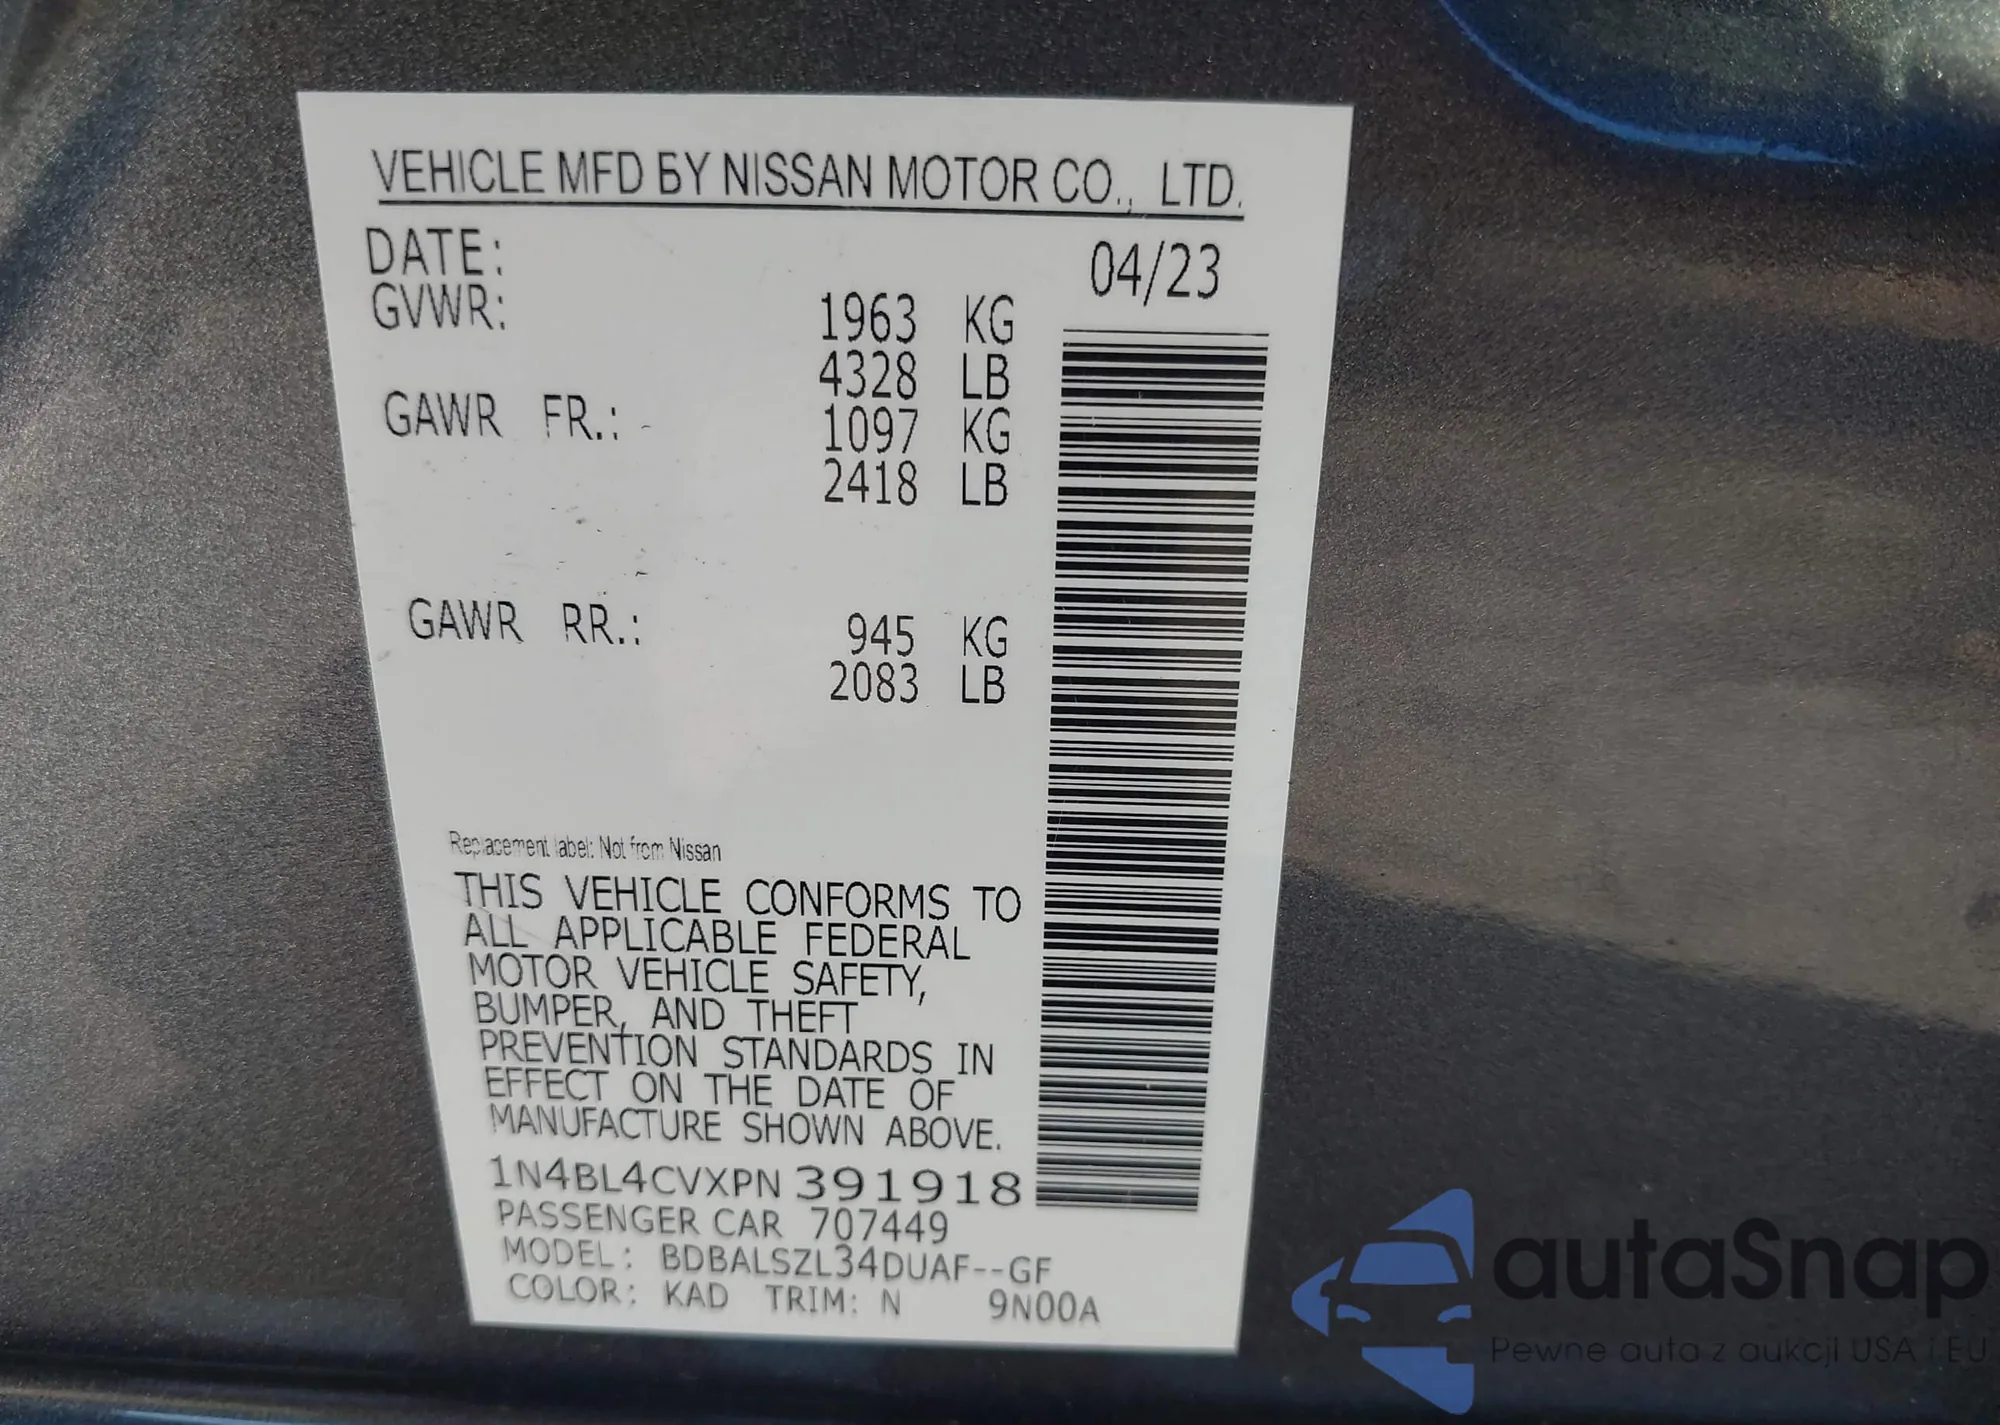 VEHICLE MFD BY NISSAN MOTOR CO., LTD.
DATE: 04/23
GVWR: 1963 KG
4328 LB
GAWR FR.: 1097 KG
2418 LB
GAWR RR.: 945 KG
2083 LB
Replacement label: Not from Nissan
THIS VEHICLE CONFORMS TO
ALL APPLICABLE FEDERAL
MOTOR VEHICLE SAFETY,
BUMPER, AND THEFT
PREVENTION STANDARDS IN
EFFECT ON THE DATE OF
MANUFACTURE SHOWN ABOVE.
1N4BL4CVXPN391918
PASSENGER CAR 707449
MODEL: BDBALSZL34DUAF--GF
COLOR: KAD TRIM: N 9N00A
autaSnap
Pewne auta z aukcji USA i EU